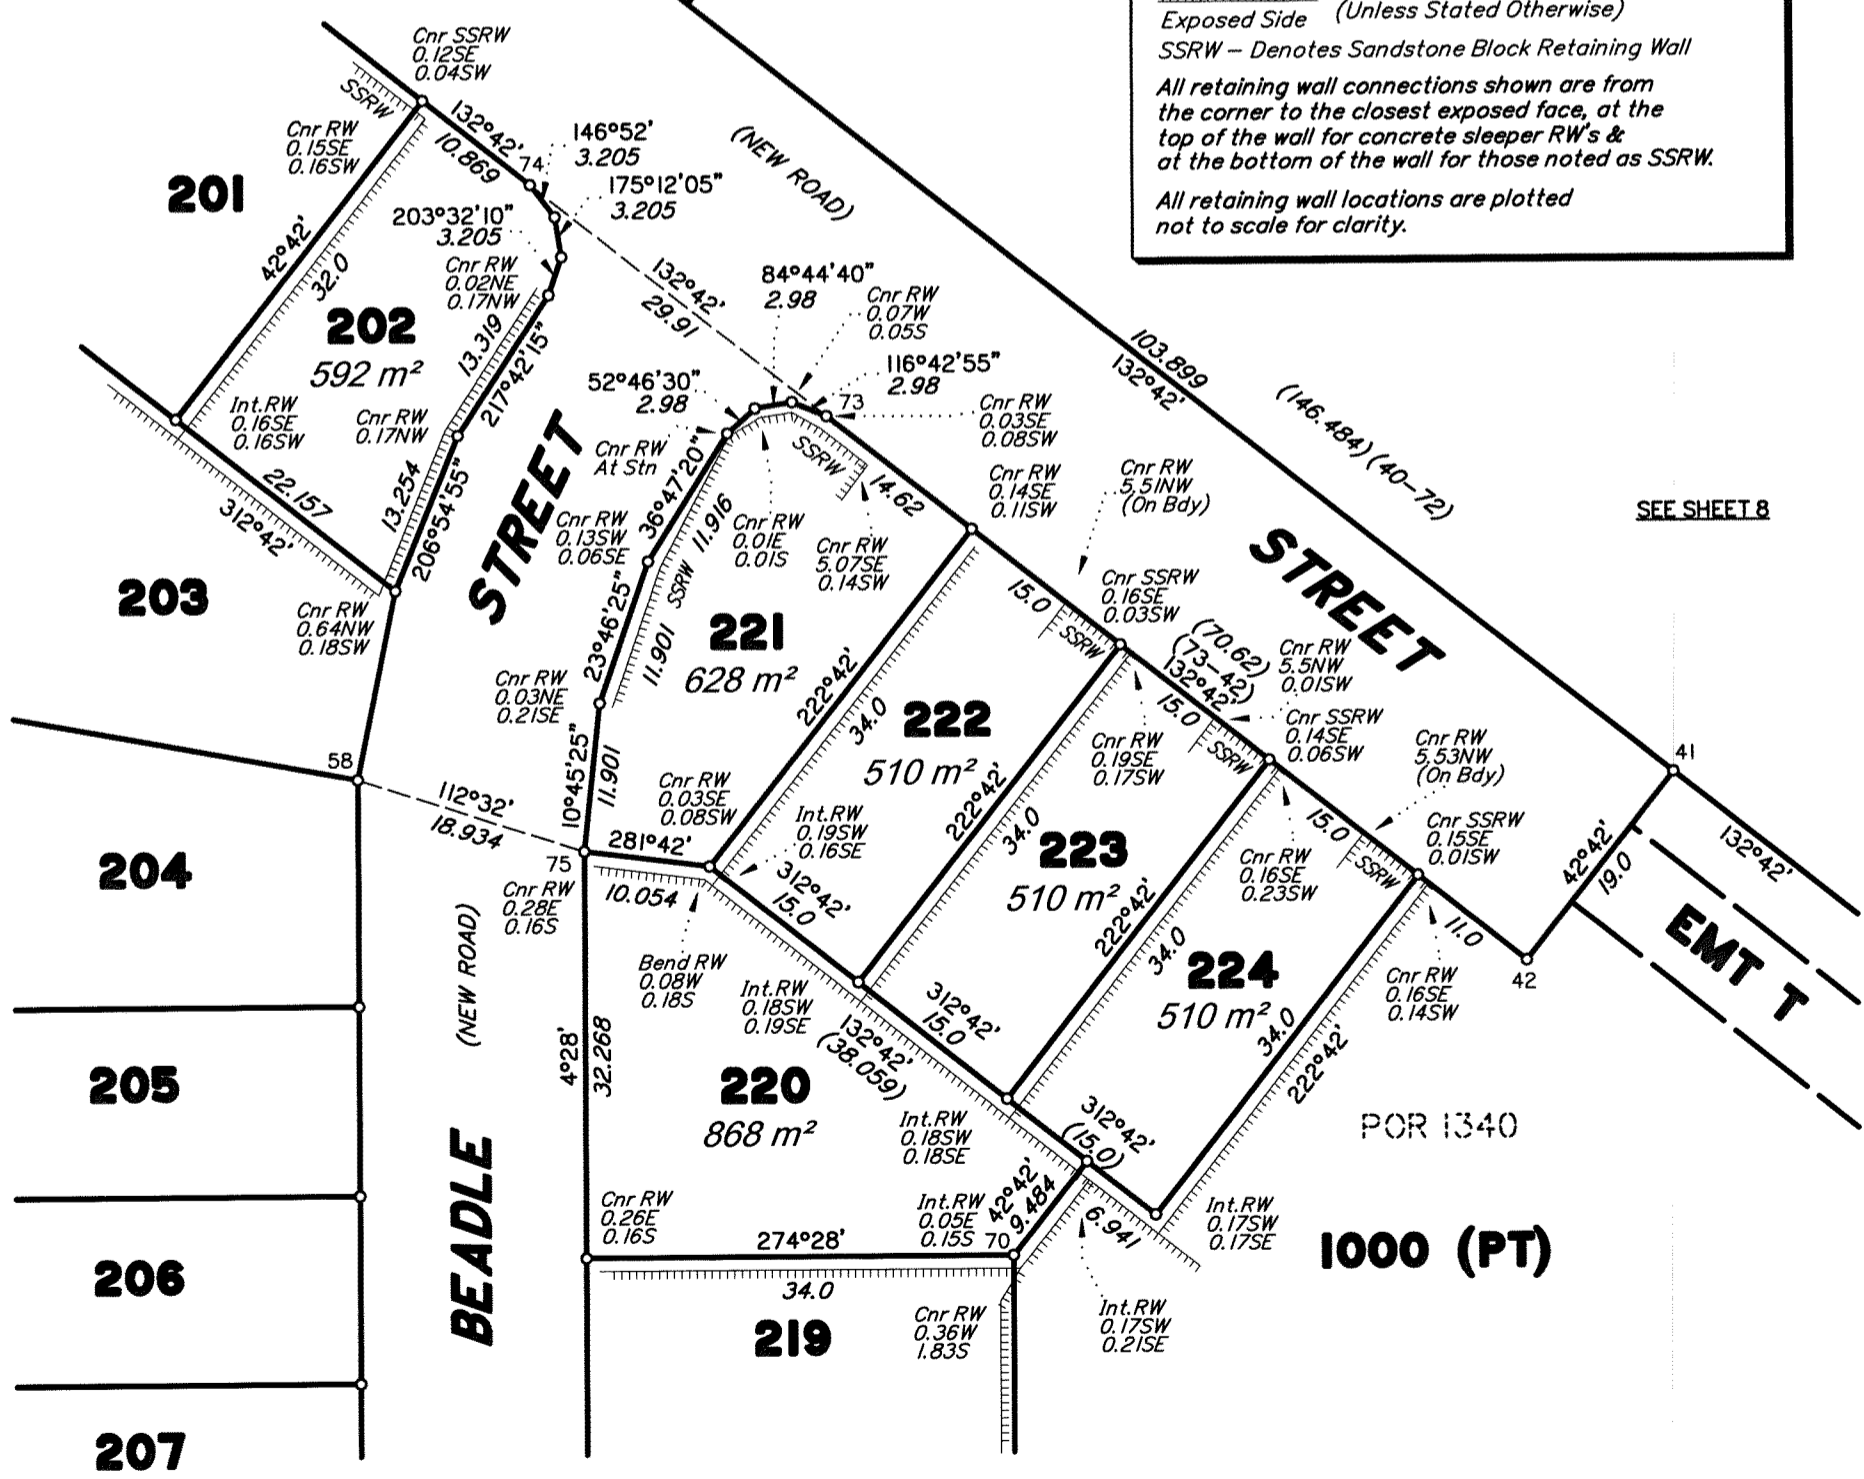 Exposed Side (Unless Stated Otherwise)
SSRW – Denotes Sandstone Block Retaining Wall
All retaining wall connections shown are from
the corner to the closest exposed face, at the
top of the wall for concrete sleeper RW's &
at the bottom of the wall for those noted as SSRW.
All retaining wall locations are plotted
not to scale for clarity.
Cnr SSRW
0.12SE
0.04SW
SSRW
132°42'
10.869
74
146°52'
3.205
175°12'05"
3.205
203°32'10"
3.205
(NEW ROAD)
Cnr RW
0.15SE
0.16SW
201
42°42'
32.0
Cnr RW
0.02NE
0.17NW
202
592 m²
13.319
217°42'15"
132°42'
29.91
84°44'40"
2.98
Cnr RW
0.07W
0.05S
116°42'55"
2.98
73
52°46'30"
2.98
103.899
132°42'
(146.484) (40-72)
SEE SHEET 8
Int.RW
0.16SE
0.16SW
Cnr RW
0.17NW
22.157
312°42'
13.254
206°54'55"
STREET
Cnr RW
At Stn
36°47'20"
11.916
SSRW
Cnr RW
0.03SE
0.08SW
14.62
Cnr RW
0.14SE
0.11SW
Cnr RW
5.51NW
(On Bdy)
Cnr RW
0.13SW
0.06SE
Cnr RW
0.01E
0.01S
Cnr RW
5.07SE
0.14SW
STREET
203
Cnr RW
0.64NW
0.18SW
23°46'25"
SSRW
11.901
221
628 m²
15.0
SSRW
Cnr SSRW
0.16SE
0.03SW
(70.62)
(73-42)
132°42'
Cnr RW
5.5NW
0.01SW
Cnr RW
0.03NE
0.21SE
222°42'
34.0
222
510 m²
15.0
SSRW
Cnr SSRW
0.14SE
0.06SW
Cnr RW
0.19SE
0.17SW
Cnr RW
5.53NW
(On Bdy)
41
58
112°32'
18.934
10°45'25"
11.901
Cnr RW
0.03SE
0.08SW
Int.RW
0.19SW
0.16SE
222°42'
34.0
223
510 m²
15.0
SSRW
Cnr SSRW
0.15SE
0.01SW
42°42'
19.0
132°42'
204
75
281°42'
10.054
Cnr RW
0.28E
0.16S
312°42'
15.0
222°42'
34.0
Cnr RW
0.16SE
0.23SW
11.0
EMT T
(NEW ROAD)
Bend RW
0.08W
0.18S
Int.RW
0.18SW
0.19SE
312°42'
15.0
224
510 m²
Cnr RW
0.16SE
0.14SW
42
132°42'
(38.059)
34.0
222°42'
205
4°28'
32.268
220
868 m²
Int.RW
0.18SW
0.18SE
312°42'
(15.0)
POR 1340
BEADLE
Cnr RW
0.26E
0.16S
274°28'
34.0
Int.RW
0.05E
0.15S
70
42°42'
9.484
6.941
Int.RW
0.17SW
0.17SE
1000 (PT)
206
219
Cnr RW
0.36W
1.83S
Int.RW
0.17SW
0.21SE
207